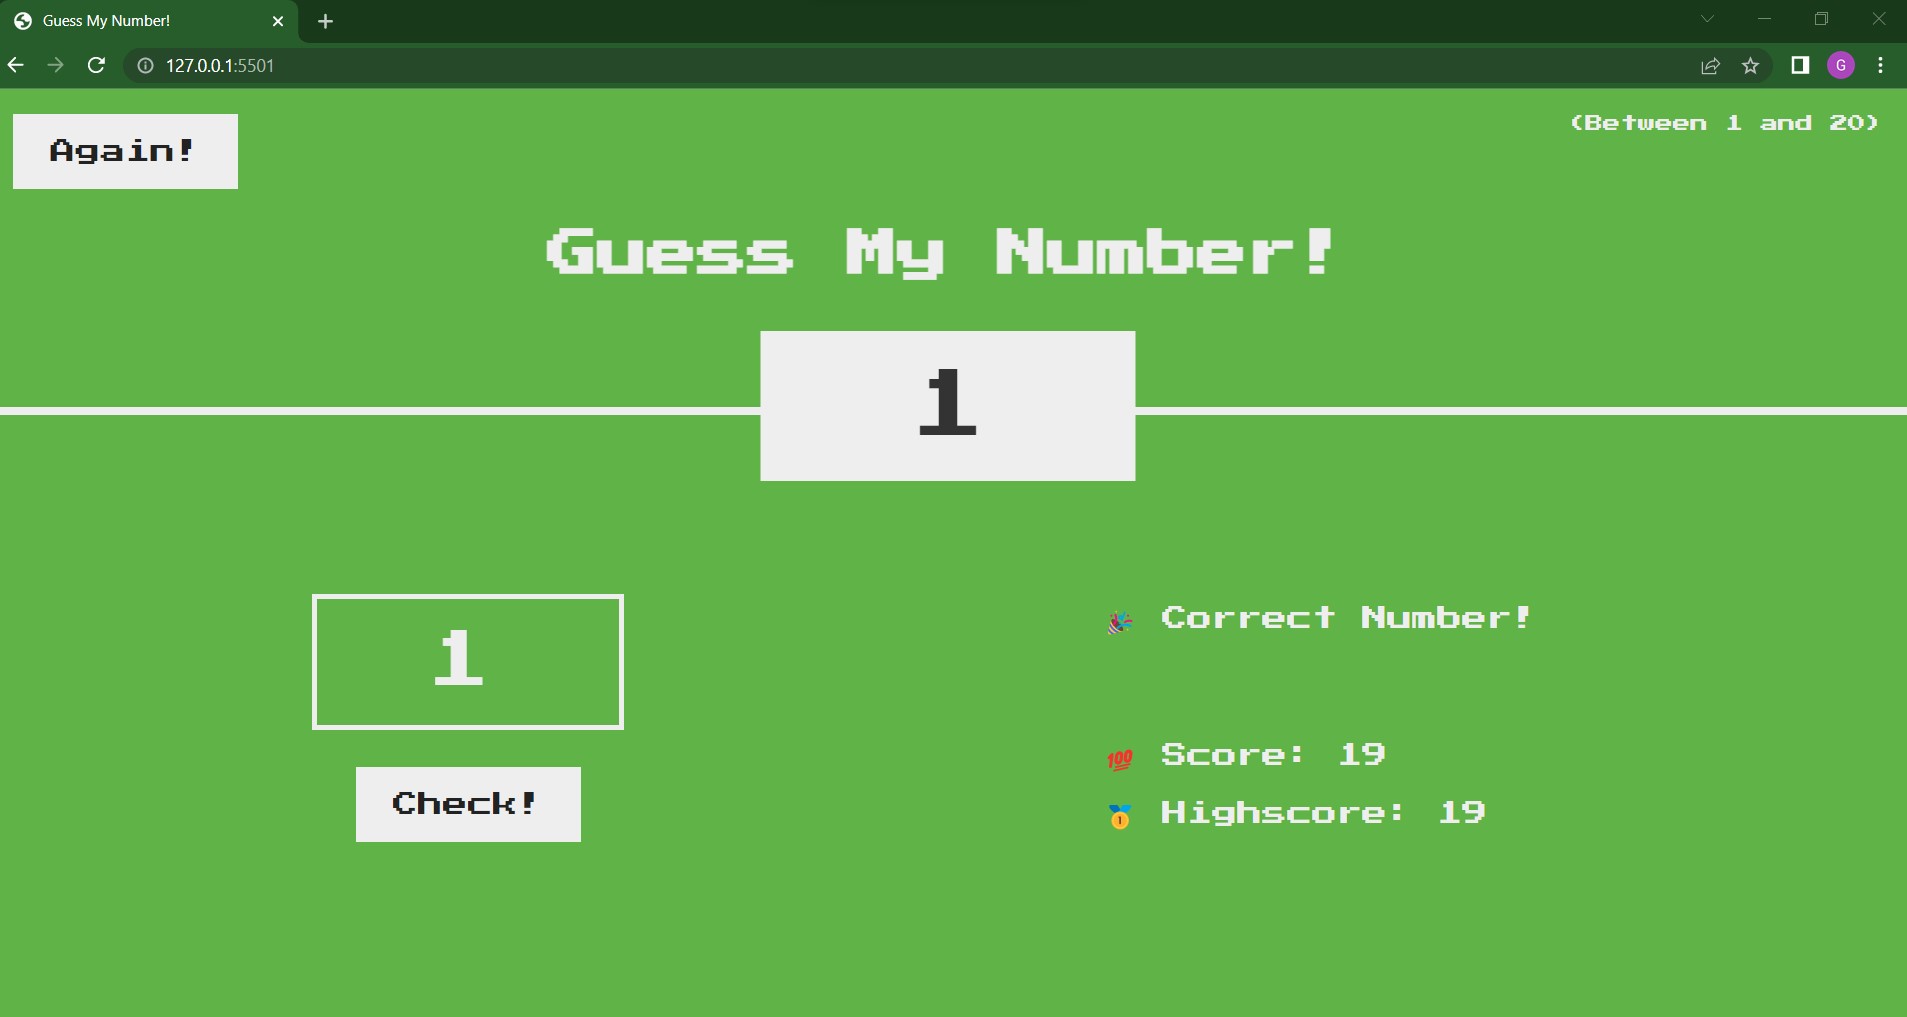 Guess My Number!
127.0.0.1:5501
G
Again!
(Between 1 and 20)
Guess My Number!
1
1
🎉 Correct Number!
Check!
💯 Score: 19
🥇 Highscore: 19